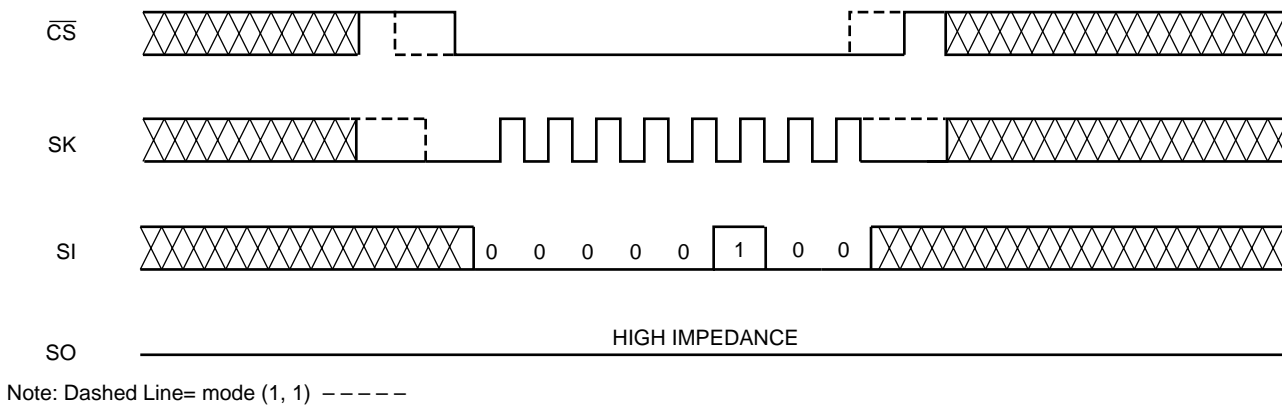 CS
SK
SI
0 0 0 0 0 1 0 0
SO
HIGH IMPEDANCE
Note: Dashed Line= mode (1, 1) – – – – –